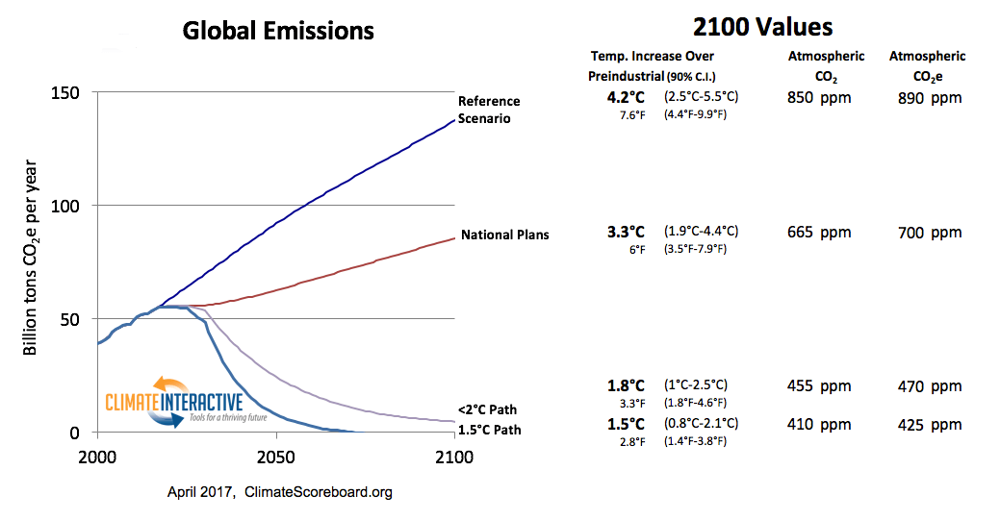 Global Emissions
2100 Values
Temp. Increase Over
Preindustrial (90% C.I.)
Atmospheric
CO₂
Atmospheric
CO₂e
Billion tons CO₂e per year
150
100
50
0
2000
2050
2100
Reference
Scenario
4.2°C (2.5°C-5.5°C) 850 ppm 890 ppm
7.6°F (4.4°F-9.9°F)
National Plans
3.3°C (1.9°C-4.4°C) 665 ppm 700 ppm
6°F (3.5°F-7.9°F)
<2°C Path
1.8°C (1°C-2.5°C) 455 ppm 470 ppm
3.3°F (1.8°F-4.6°F)
1.5°C Path
1.5°C (0.8°C-2.1°C) 410 ppm 425 ppm
2.8°F (1.4°F-3.8°F)
CLIMATEINTERACTIVE
Tools for a thriving future
April 2017, ClimateScoreboard.org